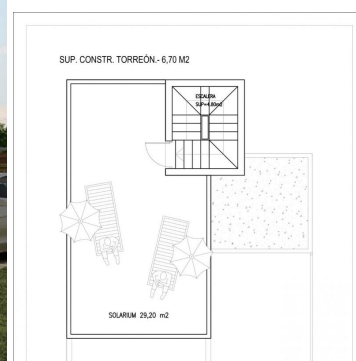 SUP. CONSTR. TORREÓN.- 6,70 M2
ESCALERA
SUP=4.80m2
SOLARIUM 29,20 m2